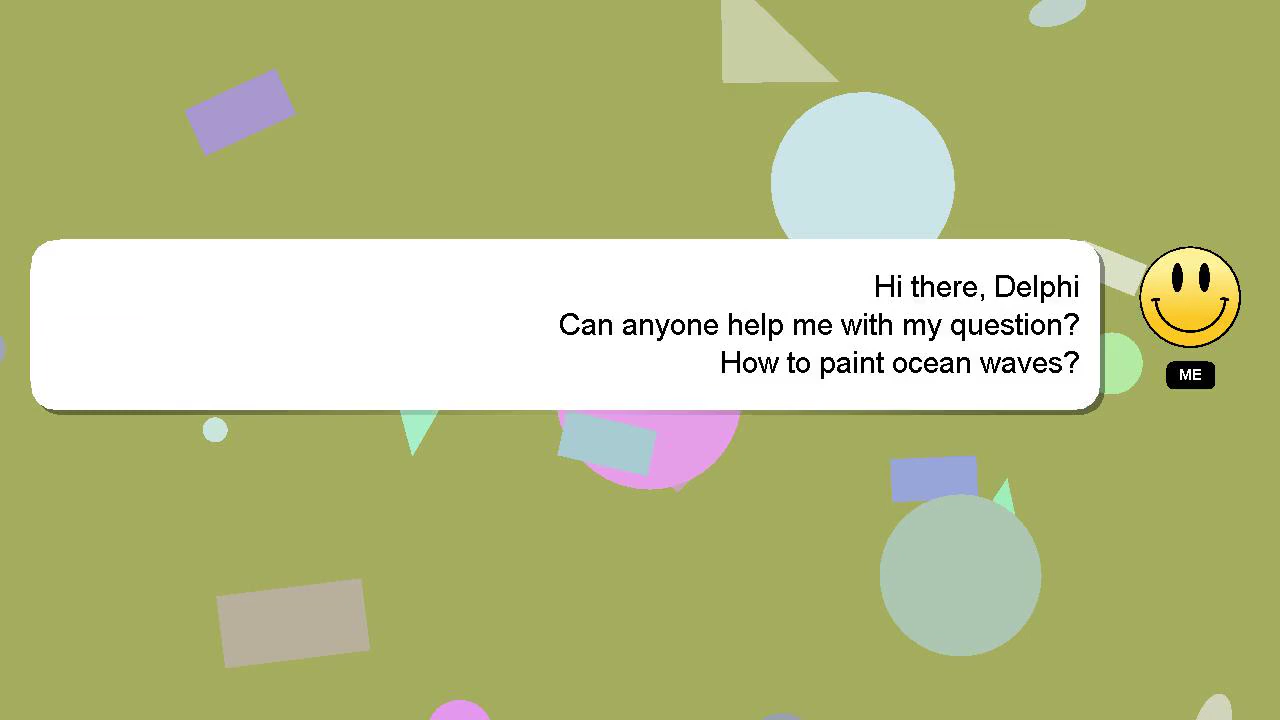 Hi there, Delphi
Can anyone help me with my question?
How to paint ocean waves?
ME